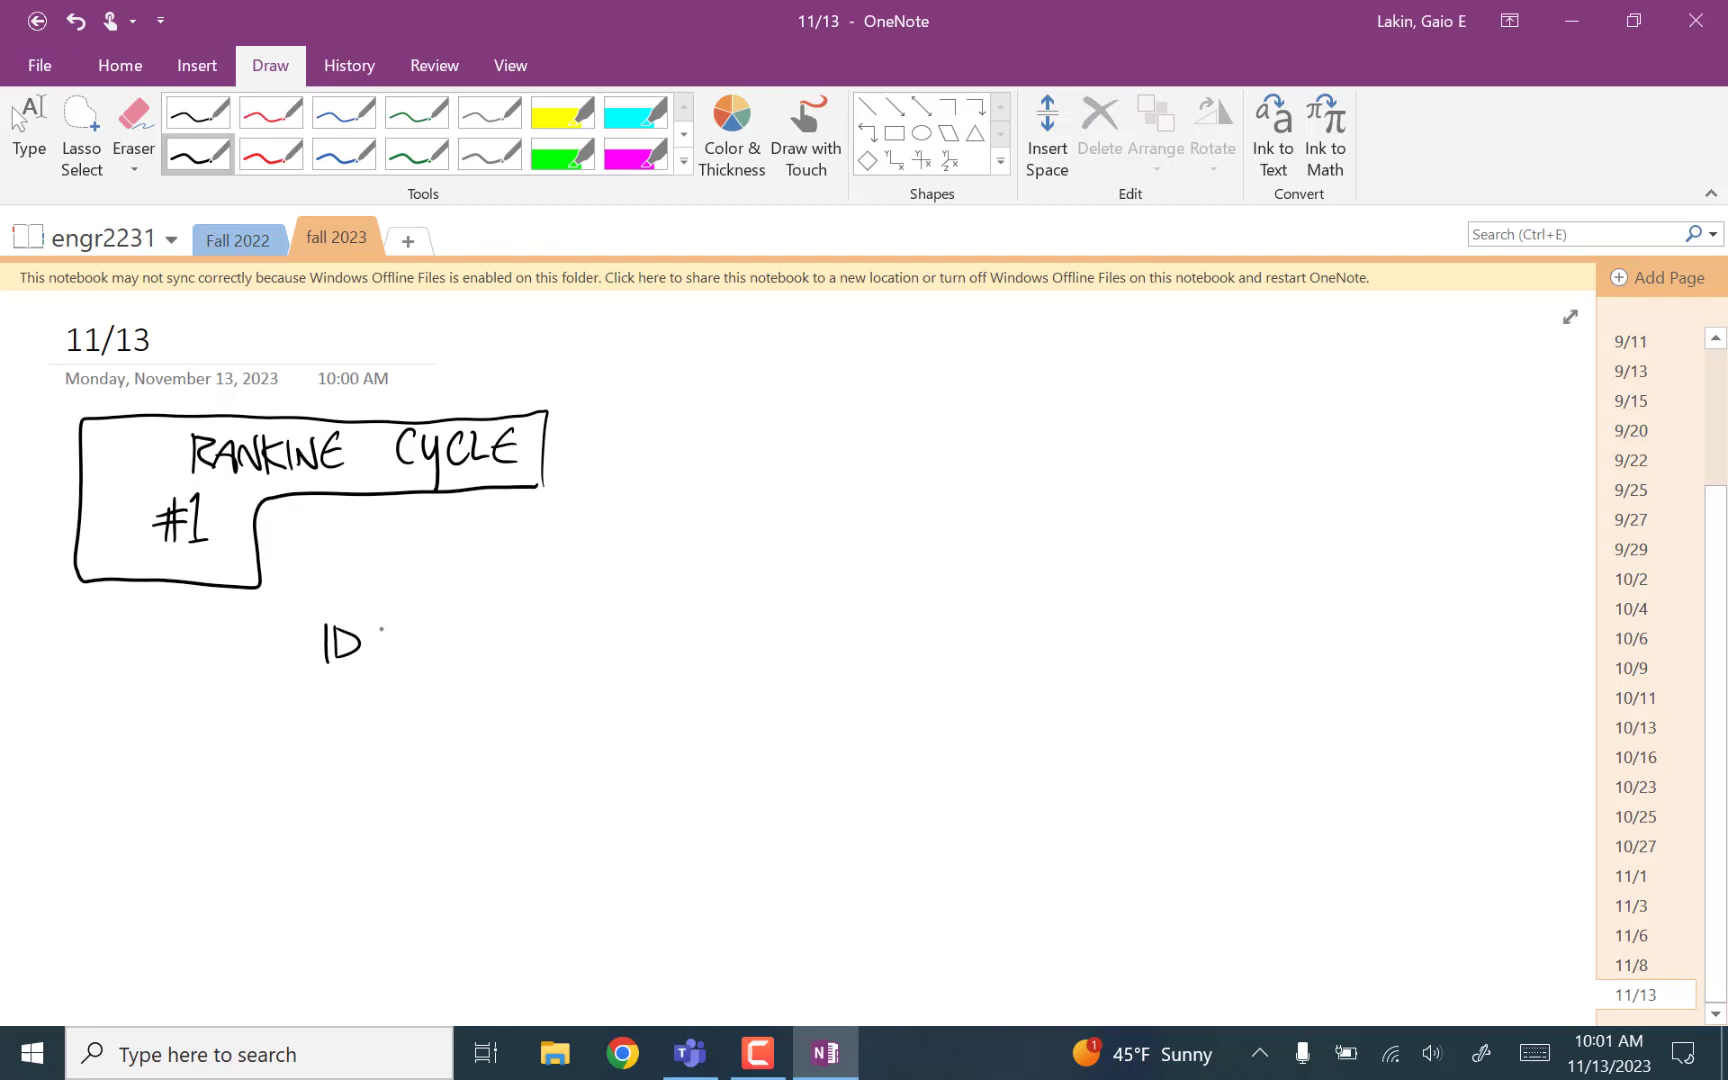 11/13 - OneNote
Lakin, Gaio E
File Home Insert Draw History Review View
Type
Lasso Select
Eraser
Color & Thickness
Draw with Touch
Insert Space
Delete Arrange Rotate
Ink to Text
Ink to Math
Tools Shapes Edit Convert
engr2231 Fall 2022 fall 2023
Search (Ctrl+E)
This notebook may not sync correctly because Windows Offline Files is enabled on this folder. Click here to share this notebook to a new location or turn off Windows Offline Files on this notebook and restart OneNote.
Add Page
11/13
Monday, November 13, 2023 10:00 AM
RANKINE CYCLE
#1
ID
9/11
9/13
9/15
9/20
9/22
9/25
9/27
9/29
10/2
10/4
10/6
10/9
10/11
10/13
10/16
10/23
10/25
10/27
11/1
11/3
11/6
11/8
11/13
Type here to search
45°F Sunny
10:01 AM
11/13/2023